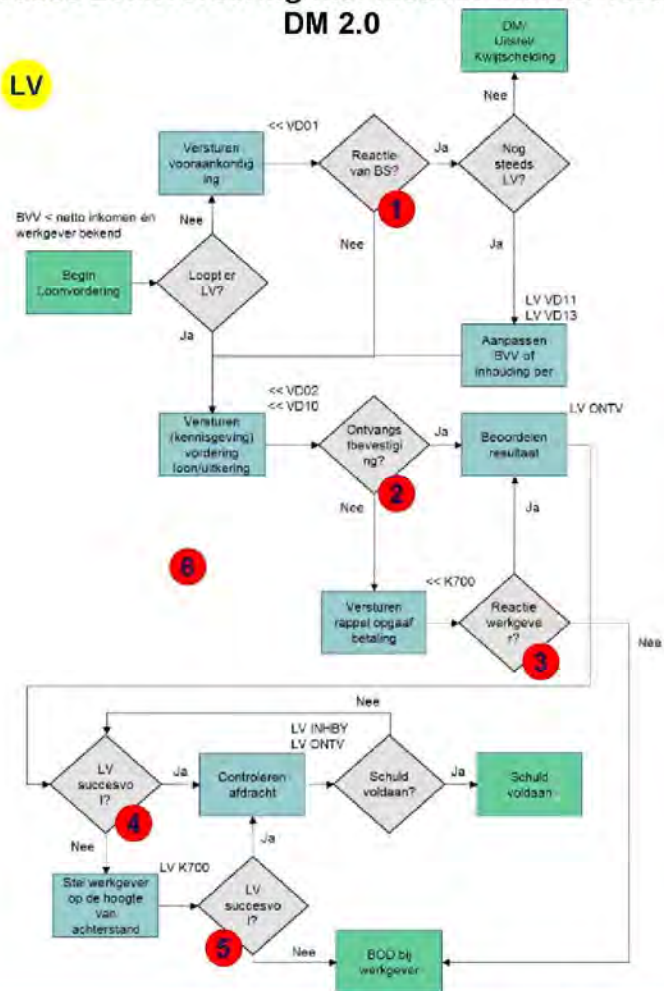 DM 2.0
LV
DM/
Uitstel/
Kwijtschelding
Nee
<< VD01
Versturen
vooraankondig
ing
Reactie
van BS?
Ja
Nog
steeds
LV?
1
BVV < netto inkomen en
werkgever bekend
Nee
Nee
Ja
Begin
Loonvordering
Loopt er
LV?
LV VD11
LV VD13
Ja
Aanpassen
BVV of
inhouding per
<< VD02
<< VD10
LV ONTV
Versturen
(kennisgeving)
vordering
loon/uitkering
Ontvangs
tbevestigi
ng?
Ja
Beoordelen
resultaat
2
Nee
Ja
6
<< K700
Versturen
rappel opgaaf
betaling
Reactie
werkgeve
r?
3
Nee
Nee
LV INHBY
LV ONTV
LV
succesvo
l?
Ja
Controleren
afdracht
Schuld
voldaan?
Ja
Schuld
voldaan
4
Nee
Ja
LV K700
Stel werkgever
op de hoogte
van
achterstand
LV
succesvo
l?
5
Nee
BOD bij
werkgever